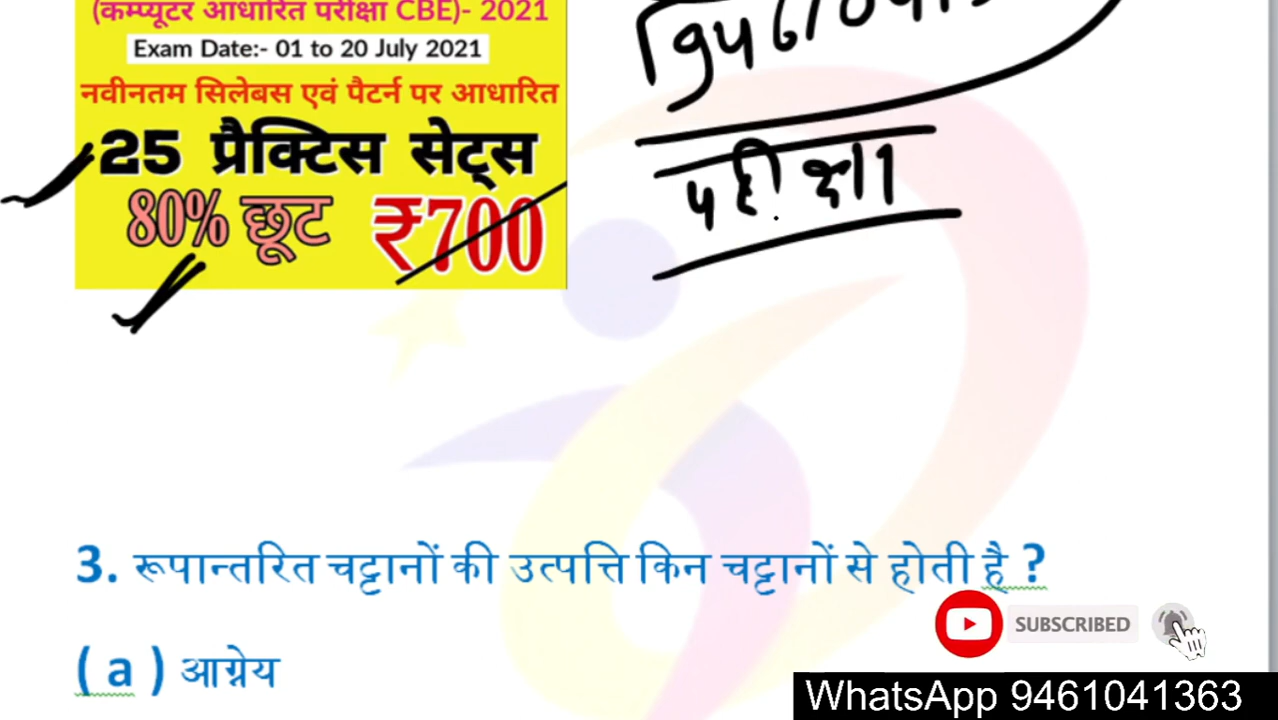 (कम्प्यूटर आधारित परीक्षा CBE)- 2021
Exam Date:- 01 to 20 July 2021
नवीनतम सिलेबस एवं पैटर्न पर आधारित
25 प्रैक्टिस सेट्स
80% छूट ₹700
परीक्षा
3. रूपान्तरित चट्टानों की उत्पत्ति किन चट्टानों से होती है ?
( a ) आग्नेय
SUBSCRIBED
WhatsApp 9461041363